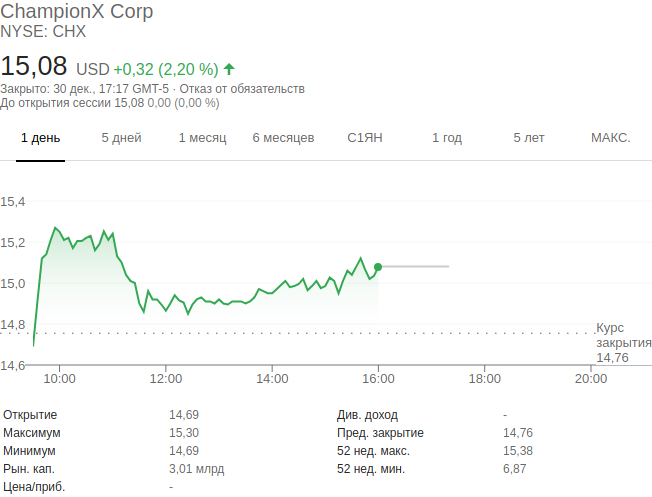 ChampionX Corp
NYSE: CHX
15,08 USD +0,32 (2,20 %)
Закрыто: 30 дек., 17:17 GMT-5 · Отказ от обязательств
До открытия сессии 15,08 0,00 (0,00 %)
1 день 5 дней 1 месяц 6 месяцев С1ЯН 1 год 5 лет МАКС.
15,4
15,2
15,0
14,8
Курс
закрытия
14,76
14,6
10:00 12:00 14:00 16:00 18:00 20:00
Открытие 14,69 Див. доход -
Максимум 15,30 Пред. закрытие 14,76
Минимум 14,69 52 нед. макс. 15,38
Рын. кап. 3,01 млрд 52 нед. мин. 6,87
Цена/приб. -